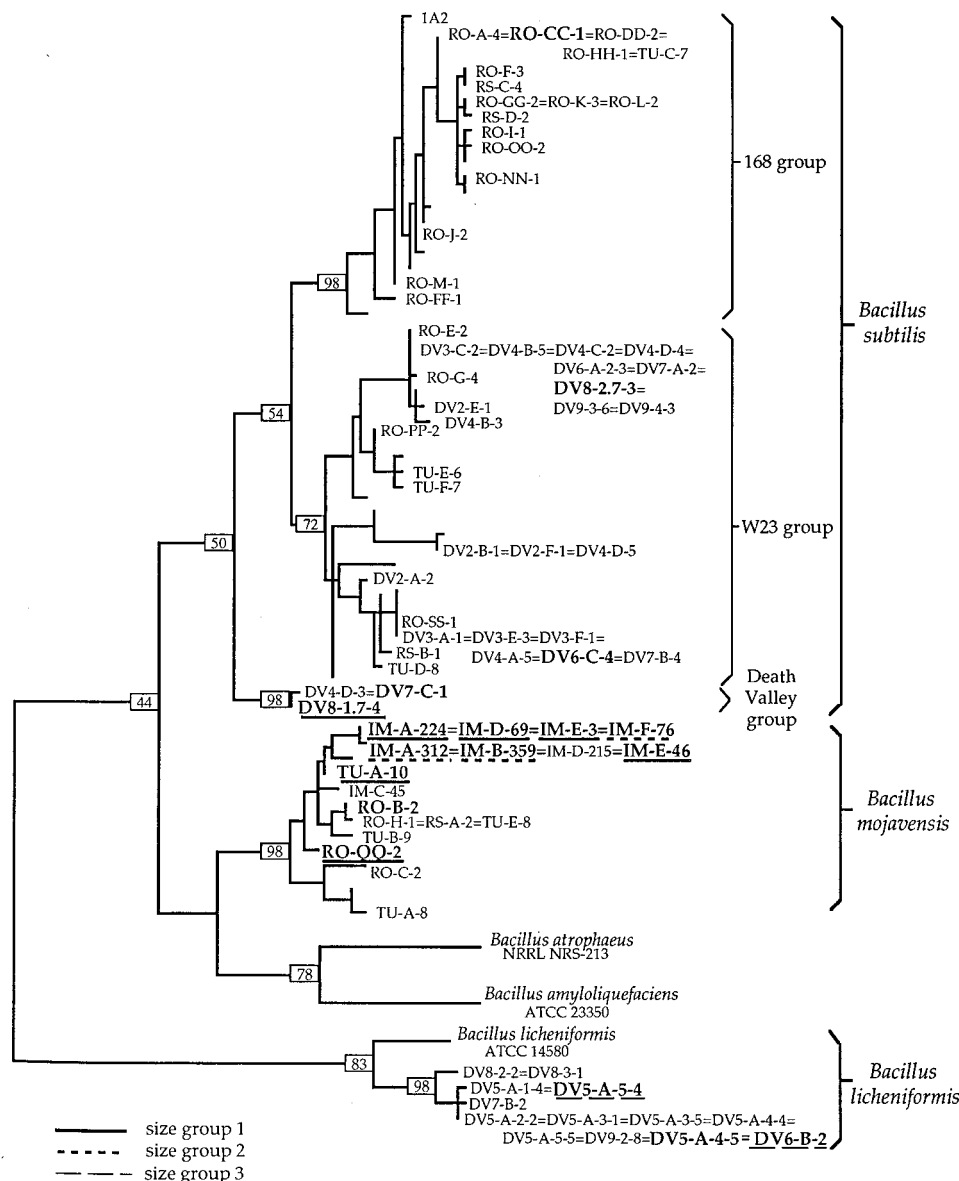 1A2
RO-A-4=RO-CC-1=RO-DD-2=
RO-HH-1=TU-C-7
RO-F-3
RS-C-4
RO-GG-2=RO-K-3=RO-L-2
RS-D-2
RO-I-1
RO-OO-2
RO-NN-1
168 group
RO-J-2
98
RO-M-1
RO-FF-1
Bacillus
subtilis
RO-E-2
DV3-C-2=DV4-B-5=DV4-C-2=DV4-D-4=
DV6-A-2-3=DV7-A-2=
RO-G-4
DV8-2.7-3=
DV2-E-1
DV9-3-6=DV9-4-3
DV4-B-3
54
RO-PP-2
TU-E-6
TU-F-7
72
W23 group
50
DV2-B-1=DV2-F-1=DV4-D-5
DV2-A-2
RO-SS-1
DV3-A-1=DV3-E-3=DV3-F-1=
RS-B-1
DV4-A-5=DV6-C-4=DV7-B-4
TU-D-8
Death
Valley
group
98
DV4-D-3=DV7-C-1
DV8-1.7-4
44
IM-A-224=IM-D-69=IM-E-3=IM-F-76
IM-A-312=IM-B-359=IM-D-215=IM-E-46
TU-A-10
IM-C-45
RO-B-2
RO-H-1=RS-A-2=TU-E-8
TU-B-9
98
RO-QQ-2
RO-C-2
TU-A-8
Bacillus
mojavensis
Bacillus atrophaeus
NRRL NRS-213
78
Bacillus amyloliquefaciens
ATCC 23350
Bacillus licheniformis
ATCC 14580
83
98
DV8-2-2=DV8-3-1
DV5-A-1-4=DV5-A-5-4
DV7-B-2
DV5-A-2-2=DV5-A-3-1=DV5-A-3-5=DV5-A-4-4=
DV5-A-5-5=DV9-2-8=DV5-A-4-5=DV6-B-2
Bacillus
licheniformis
size group 1
size group 2
size group 3